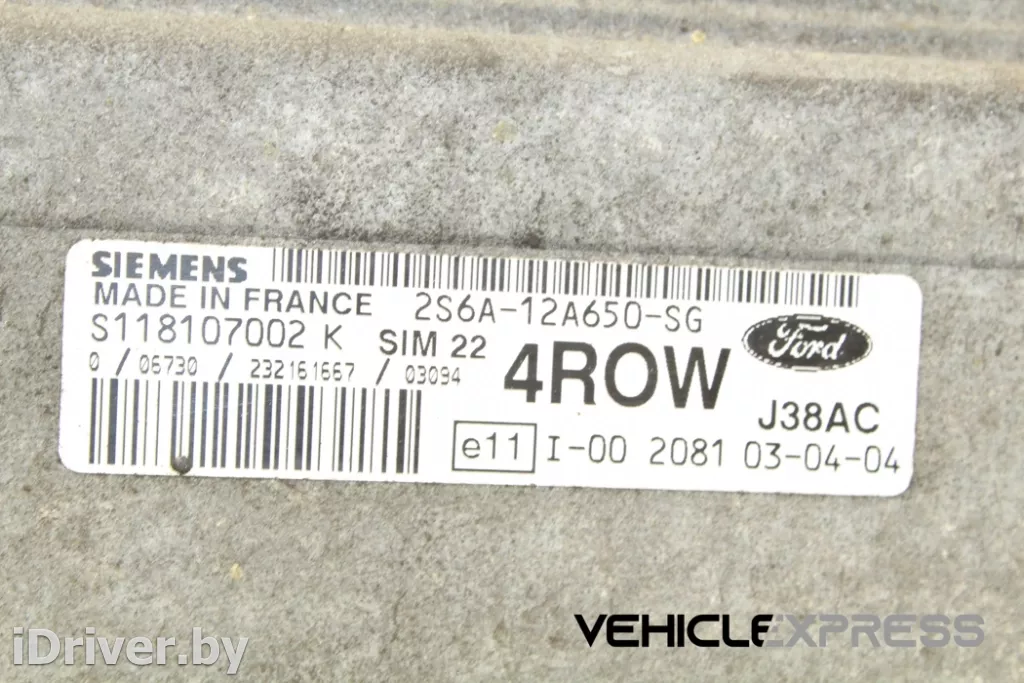 SIEMENS
MADE IN FRANCE 2S6A-12A650-SG
S118107002 K SIM 22 4ROW Ford
0 / 06730 / 232161667 / 03094
J38AC
e11 I-00 2081 03-04-04
VEHICLEXPRESS
iDriver.by